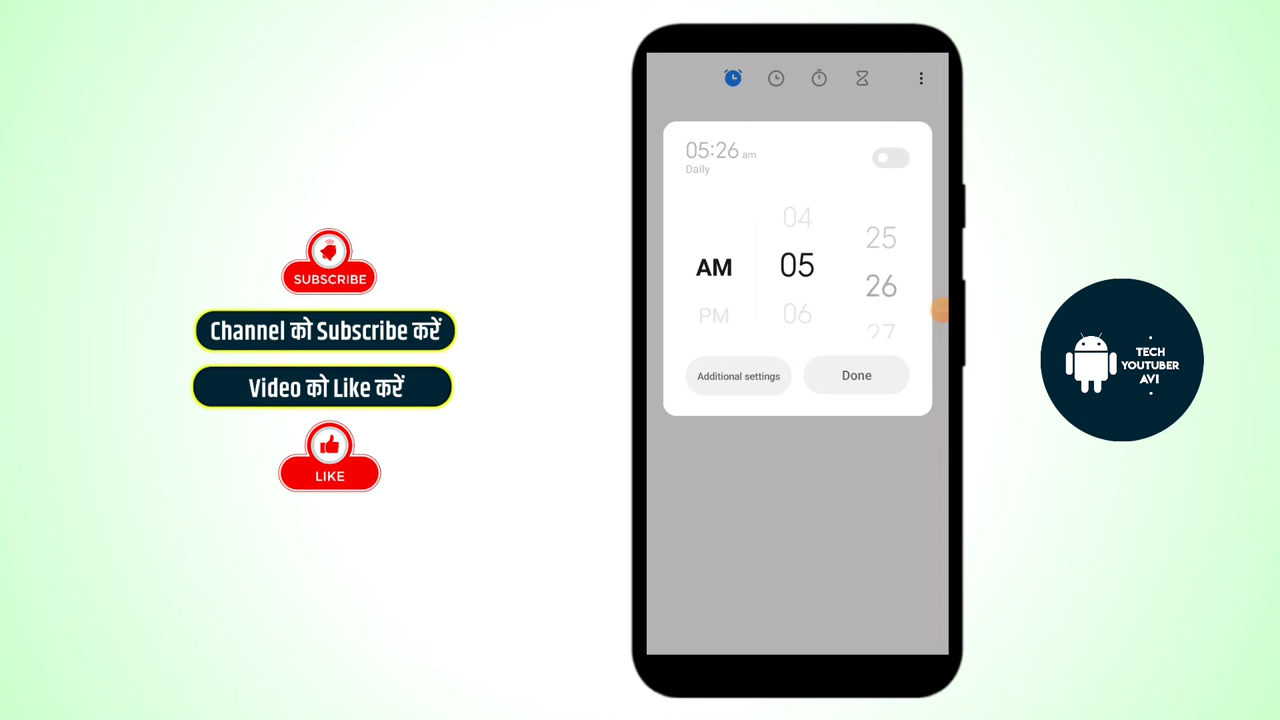 SUBSCRIBE
Channel को Subscribe करें
Video को Like करें
LIKE
05:26 am
Daily
04
25
AM
05
26
PM
06
27
Additional settings
Done
TECH
YOUTUBER
AVI